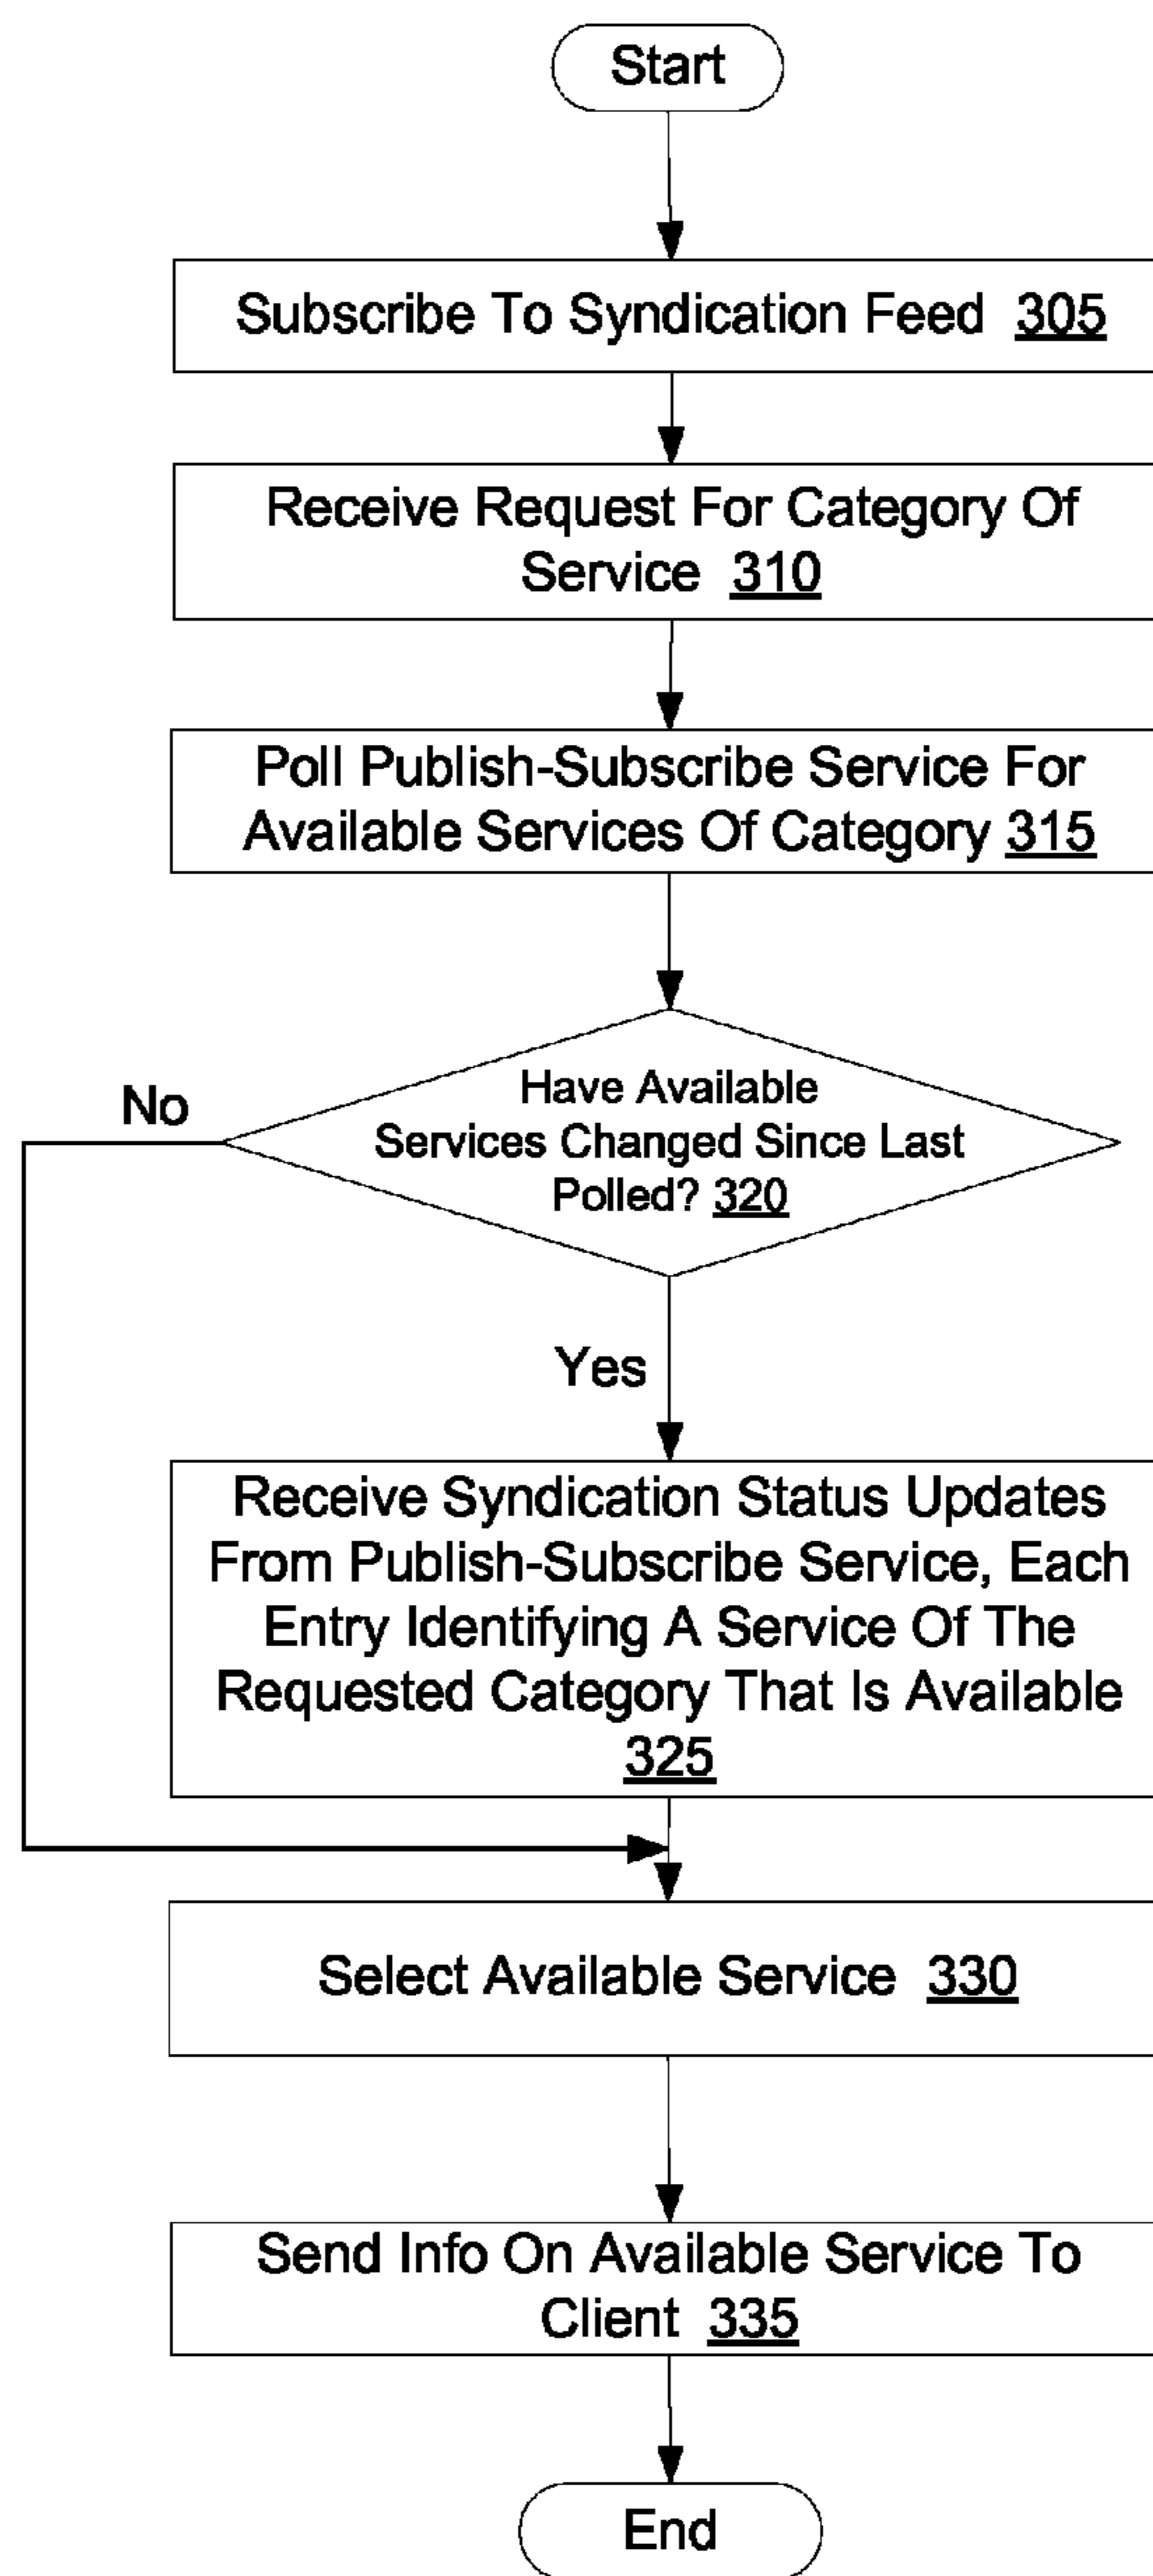 Start
Subscribe To Syndication Feed 305
Receive Request For Category Of
Service 310
Poll Publish-Subscribe Service For
Available Services Of Category 315
Have Available
Services Changed Since Last
Polled? 320
No
Yes
Receive Syndication Status Updates
From Publish-Subscribe Service, Each
Entry Identifying A Service Of The
Requested Category That Is Available
325
Select Available Service 330
Send Info On Available Service To
Client 335
End